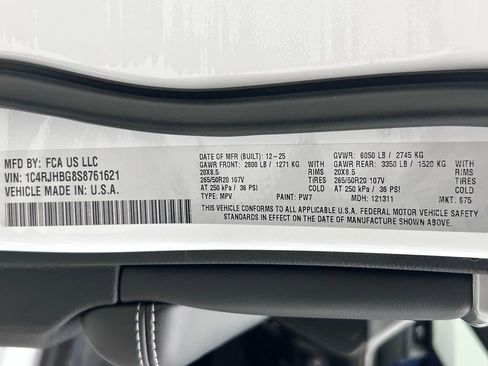 MFD BY: FCA US LLC
VIN: 1C4RJHBG8S8761621
VEHICLE MADE IN: U.S.A.
DATE OF MFR (BUILT): 12-25 GVWR: 6050 LB / 2745 KG
GAWR FRONT: 2800 LB / 1271 KG WITH GAWR REAR: 3350 LB / 1520 KG WITH
20X8.5 RIMS 20X8.5 RIMS
265/50R20 107V TIRES 265/50R20 107V TIRES
AT 250 kPa / 36 PSI AT 250 kPa / 36 PSI
TYPE: MPV PAINT: PW7 MDH: 121311 MKT: 875
THIS VEHICLE CONFORMS TO ALL APPLICABLE U.S.A. FEDERAL MOTOR VEHICLE SAFETY
STANDARDS IN EFFECT ON THE DATE OF MANUFACTURE SHOWN ABOVE.